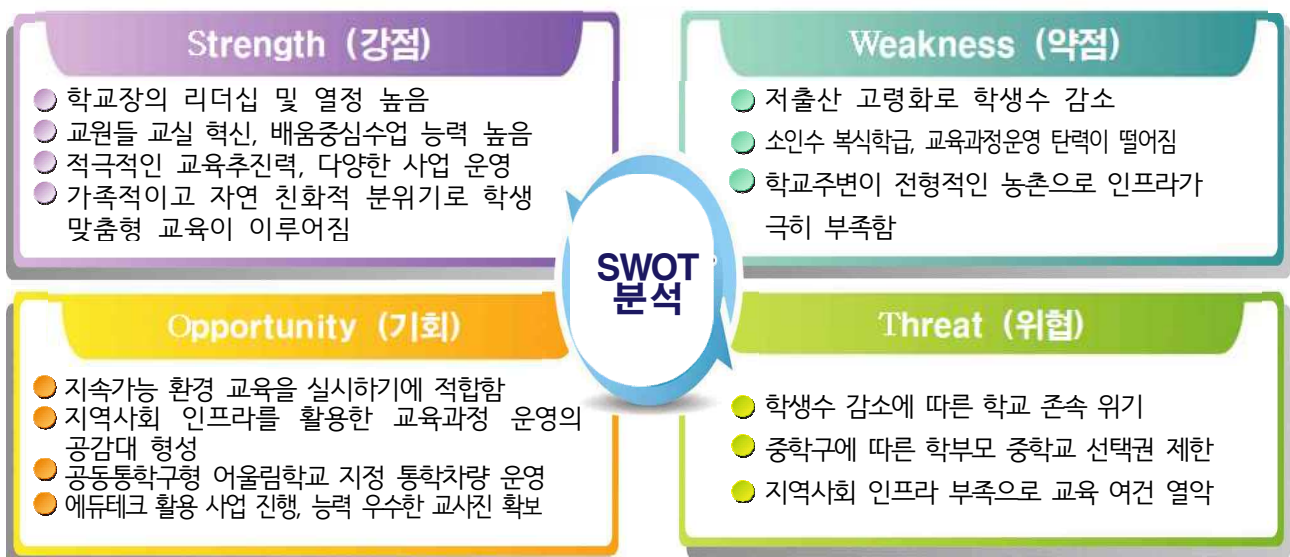 Strength (강점)
학교장의 리더십 및 열정 높음
교원들 교실 혁신, 배움중심수업 능력 높음
적극적인 교육추진력, 다양한 사업 운영
가족적이고 자연 친화적 분위기로 학생
맞춤형 교육이 이루어짐
Weakness (약점)
저출산 고령화로 학생수 감소
소인수 복식학급, 교육과정운영 탄력이 떨어짐
학교주변이 전형적인 농촌으로 인프라가
극히 부족함
SWOT
분석
Opportunity (기회)
지속가능 환경 교육을 실시하기에 적합함
지역사회 인프라를 활용한 교육과정 운영의
공감대 형성
공동통학구형 어울림학교 지정 통학차량 운영
에듀테크 활용 사업 진행, 능력 우수한 교사진 확보
Threat (위협)
학생수 감소에 따른 학교 존속 위기
중학구에 따른 학부모 중학교 선택권 제한
지역사회 인프라 부족으로 교육 여건 열악